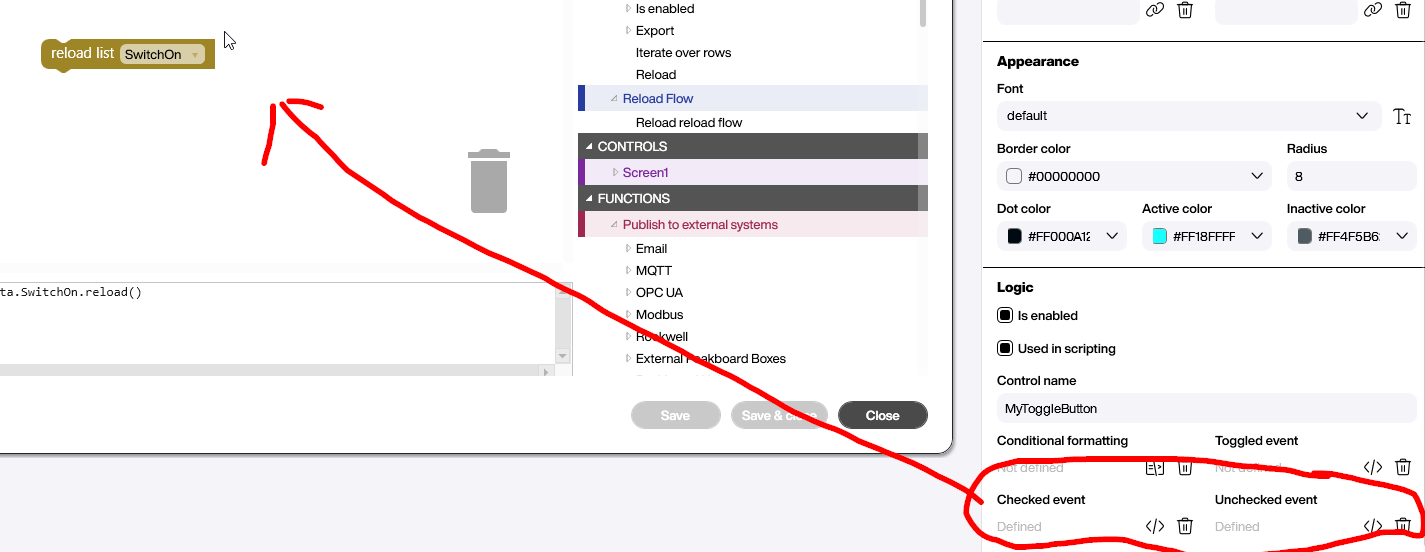 reload list SwitchOn
ta.SwitchOn.reload()
Is enabled
Export
Iterate over rows
Reload
Reload Flow
Reload reload flow
CONTROLS
Screen1
FUNCTIONS
Publish to external systems
Email
MQTT
OPC UA
Modbus
Rockwell
External Peakboard Boxes
Save Save & close Close
Appearance
Font
default
Border color Radius
#00000000 8
Dot color Active color Inactive color
#FF000A12 #FF18FFFF #FF4F5B6
Logic
Is enabled
Used in scripting
Control name
MyToggleButton
Conditional formatting Toggled event
Not defined Not defined
Checked event Unchecked event
Defined Defined